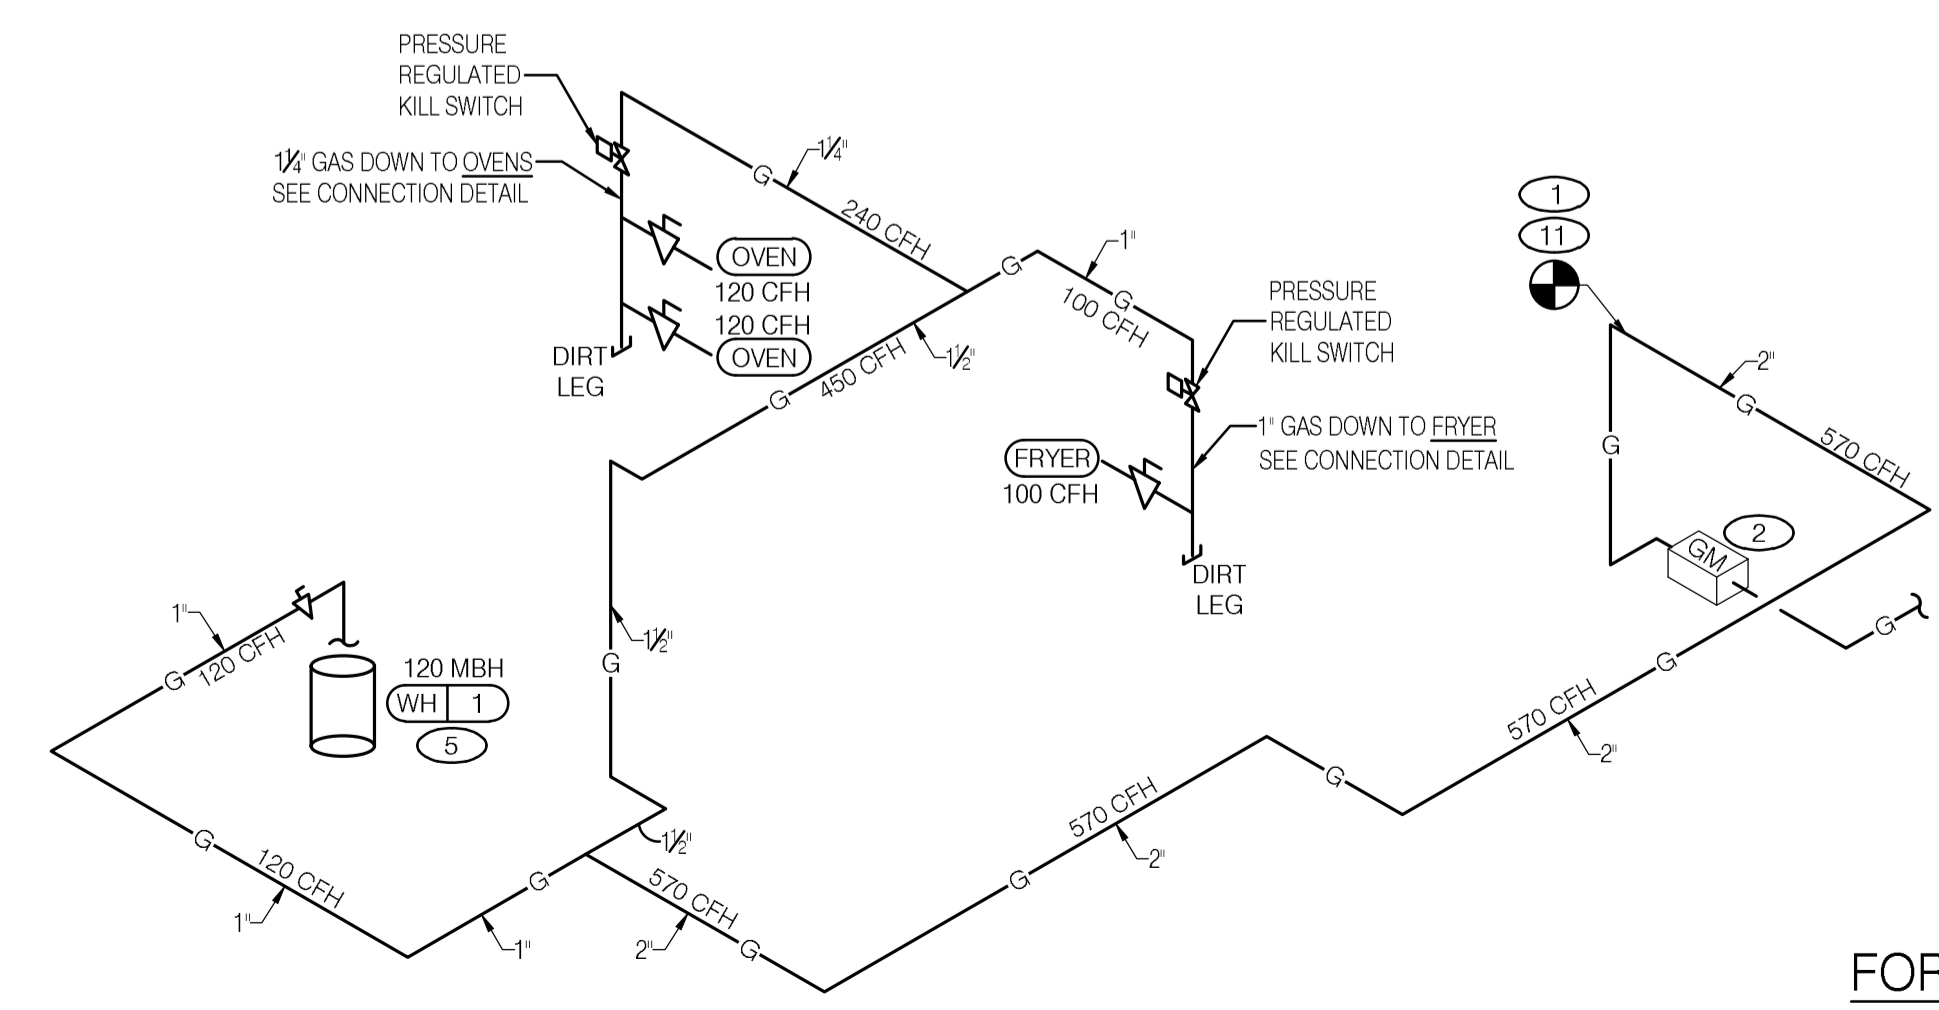 PRESSURE
REGULATED
KILL SWITCH
1¼" GAS DOWN TO OVENS
SEE CONNECTION DETAIL
G
1¼"
240 CFH
OVEN
120 CFH
120 CFH
OVEN
DIRT
LEG
G
1"
G
100 CFH
PRESSURE
REGULATED
KILL SWITCH
1" GAS DOWN TO FRYER
SEE CONNECTION DETAIL
FRYER
100 CFH
DIRT
LEG
450 CFH
1½"
G
1
11
2"
G
570 CFH
G
GM
2
G
G
570 CFH
2"
1"
G
120 CFH
120 MBH
WH 1
5
1½"
G
1½"
G
120 CFH
1"
G
1"
570 CFH
2"
G
G
570 CFH
2"
G
FOR